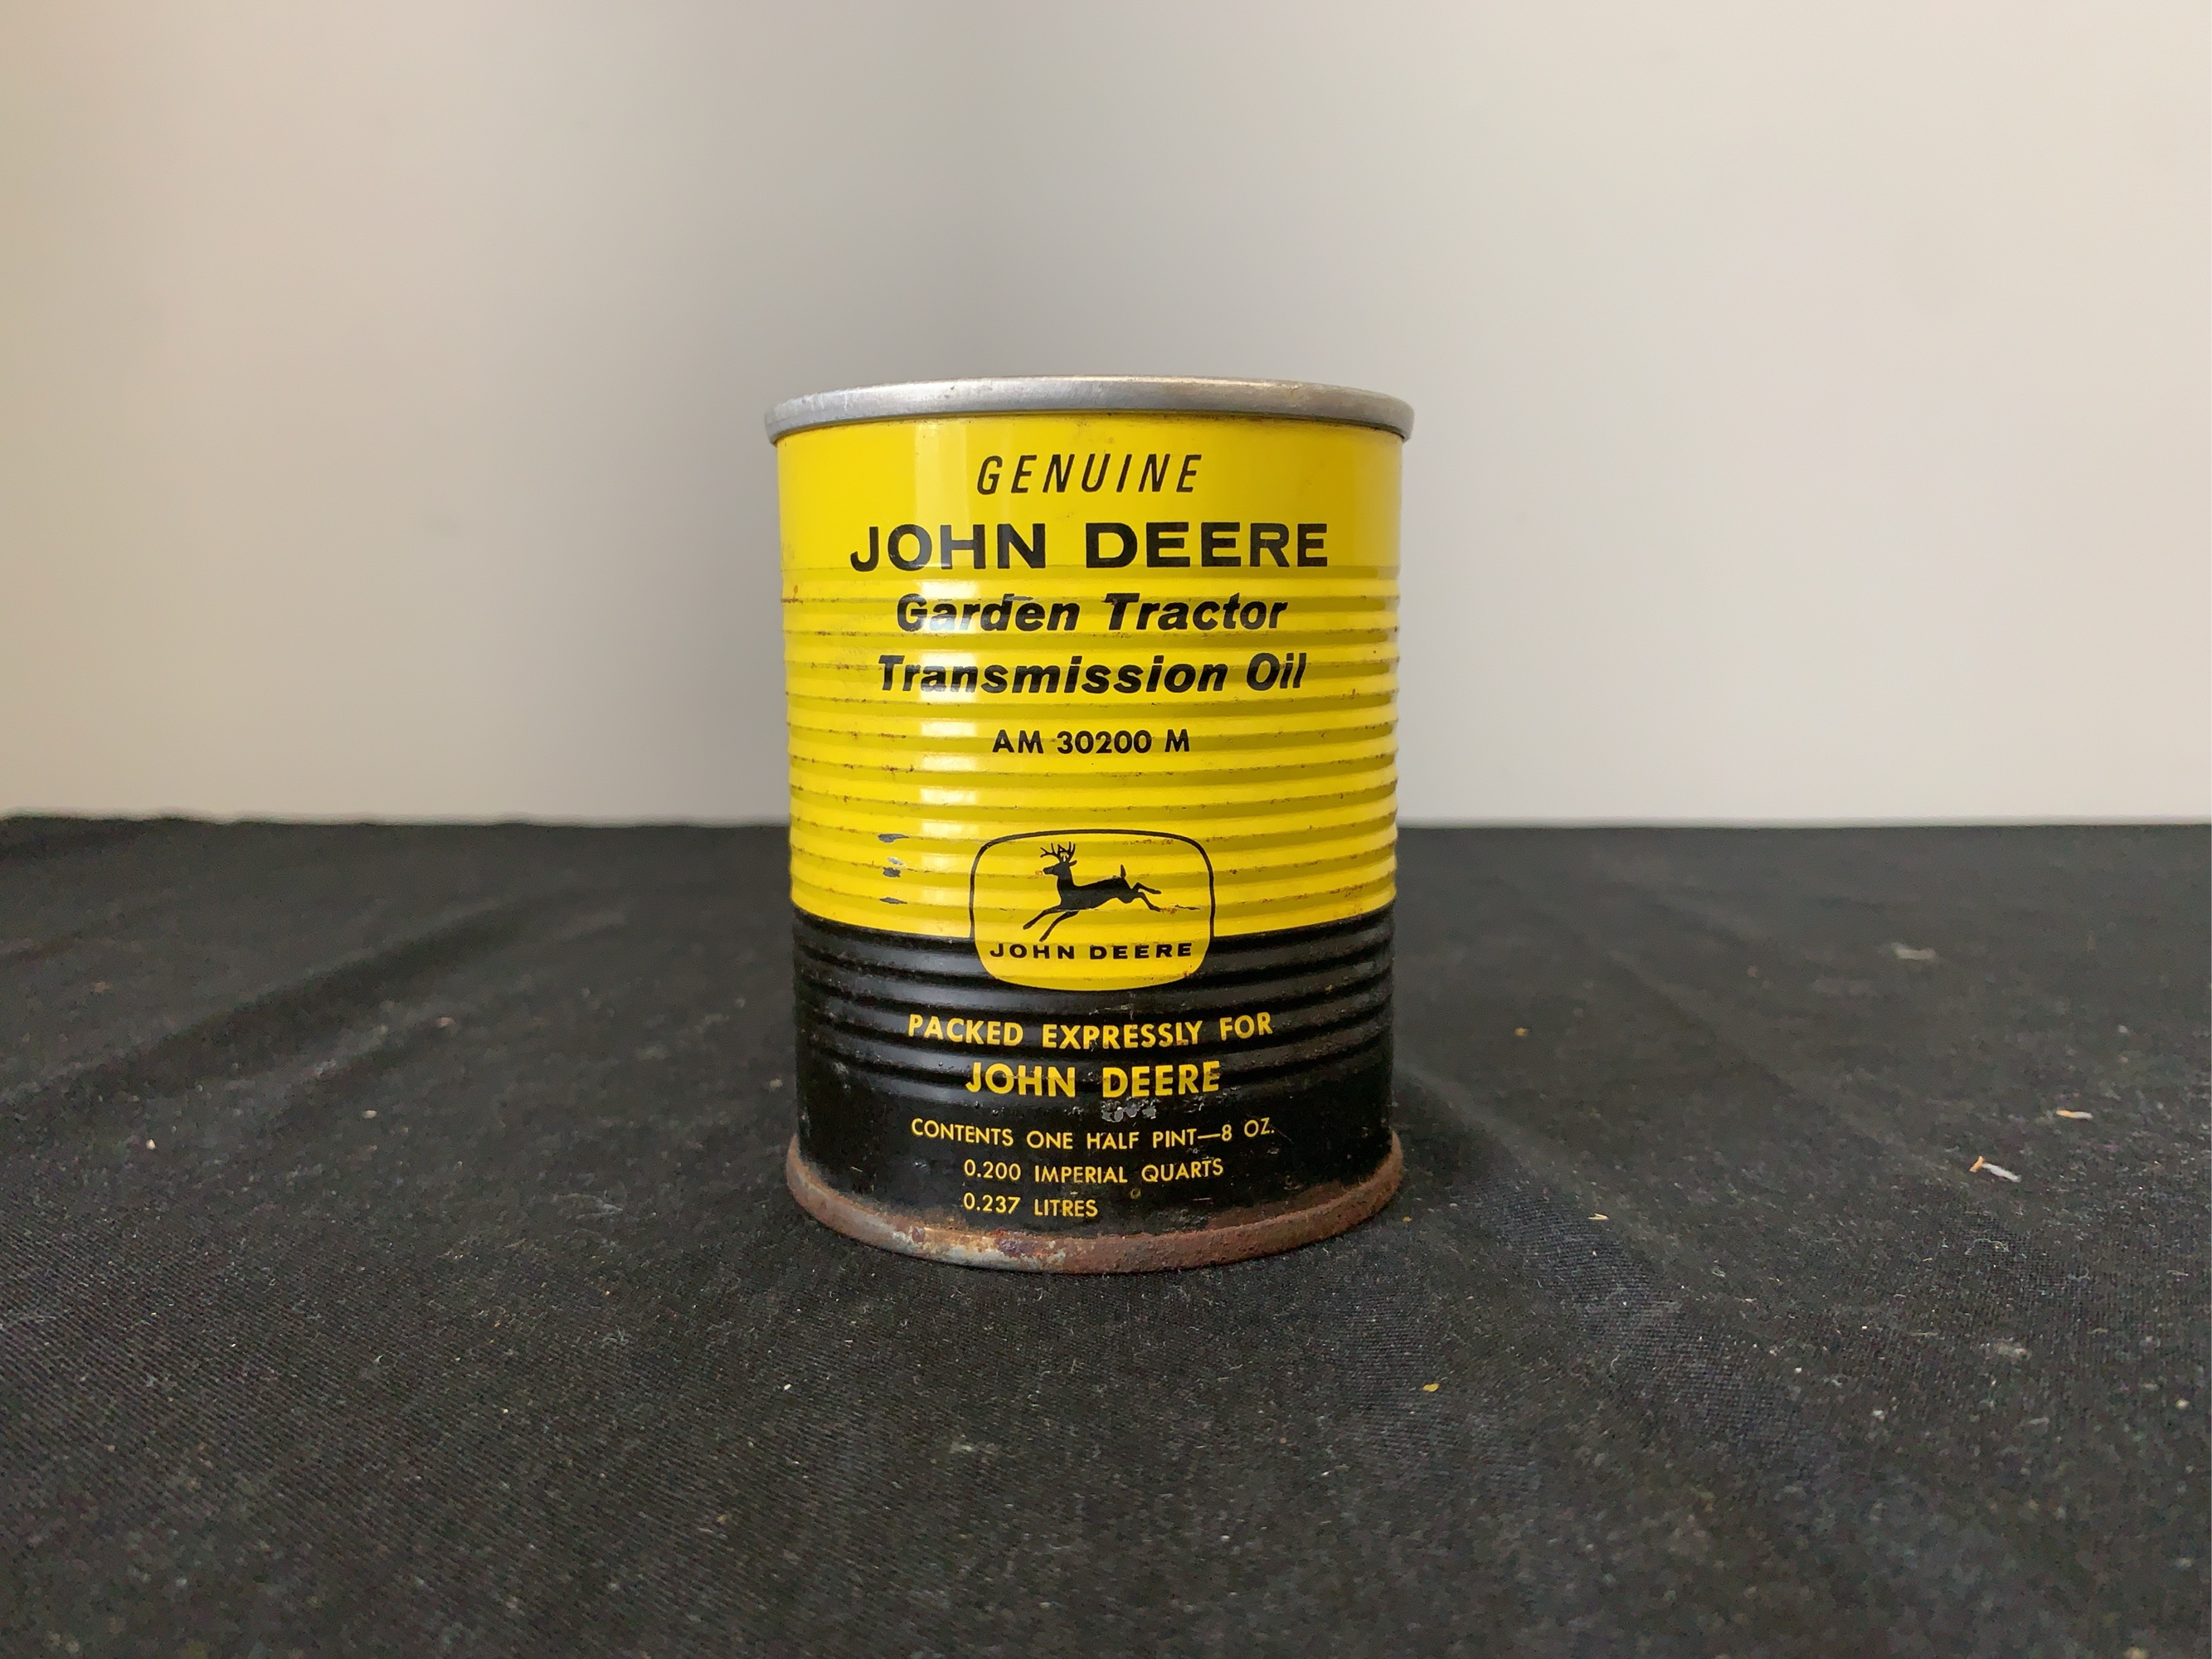 GENUINE
JOHN DEERE
Garden Tractor
Transmission Oil
AM 30200 M
JOHN DEERE
PACKED EXPRESSLY FOR
JOHN DEERE
CONTENTS ONE HALF PINT—8 OZ.
0.200 IMPERIAL QUARTS
0.237 LITRES